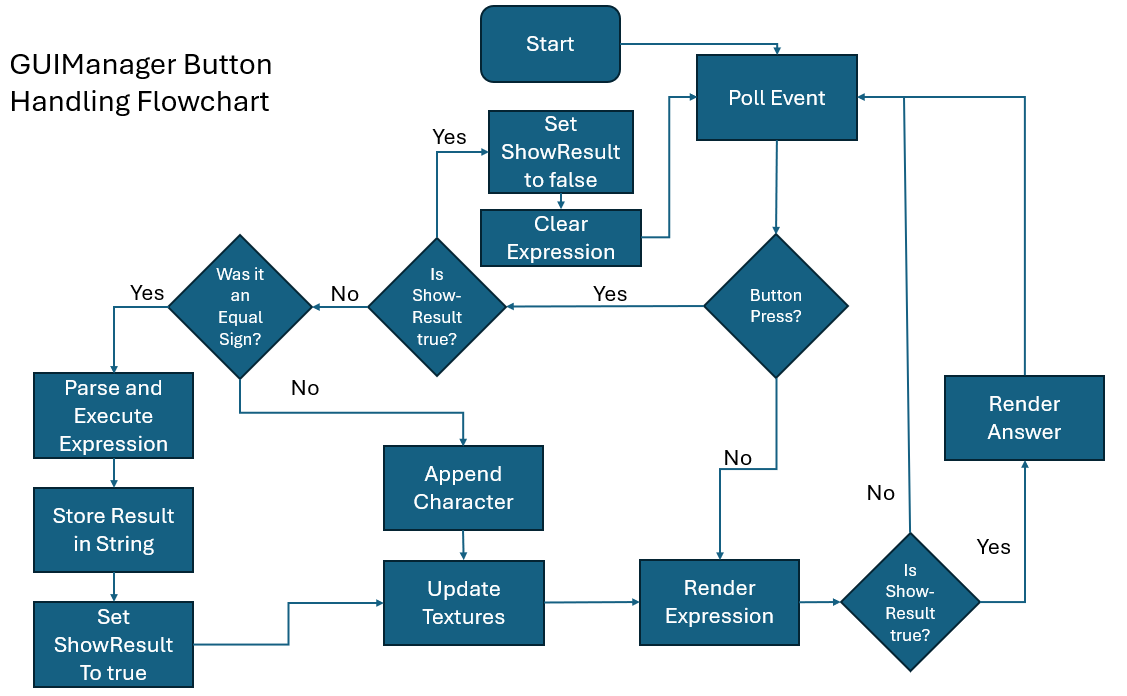 GUIManager Button
Handling Flowchart
Start
Poll Event
Yes
Set
ShowResult
to false
Clear
Expression
Was it
an
Equal
Sign?
Is
Show-
Result
true?
Button
Press?
Yes
No
Yes
No
Parse and
Execute
Expression
Render
Answer
Append
Character
No
No
Store Result
in String
Yes
Update
Textures
Render
Expression
Is
Show-
Result
true?
Set
ShowResult
To true